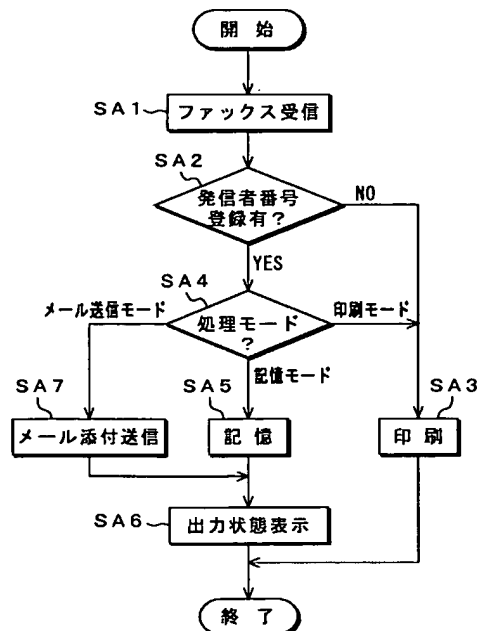 開始
SA1
ファックス受信
SA2
発信者番号
登録有？
NO
YES
SA4
メール送信モード
処理モード
？
印刷モード
記憶モード
SA7
SA5
SA3
メール添付送信
記憶
印刷
SA6
出力状態表示
終了